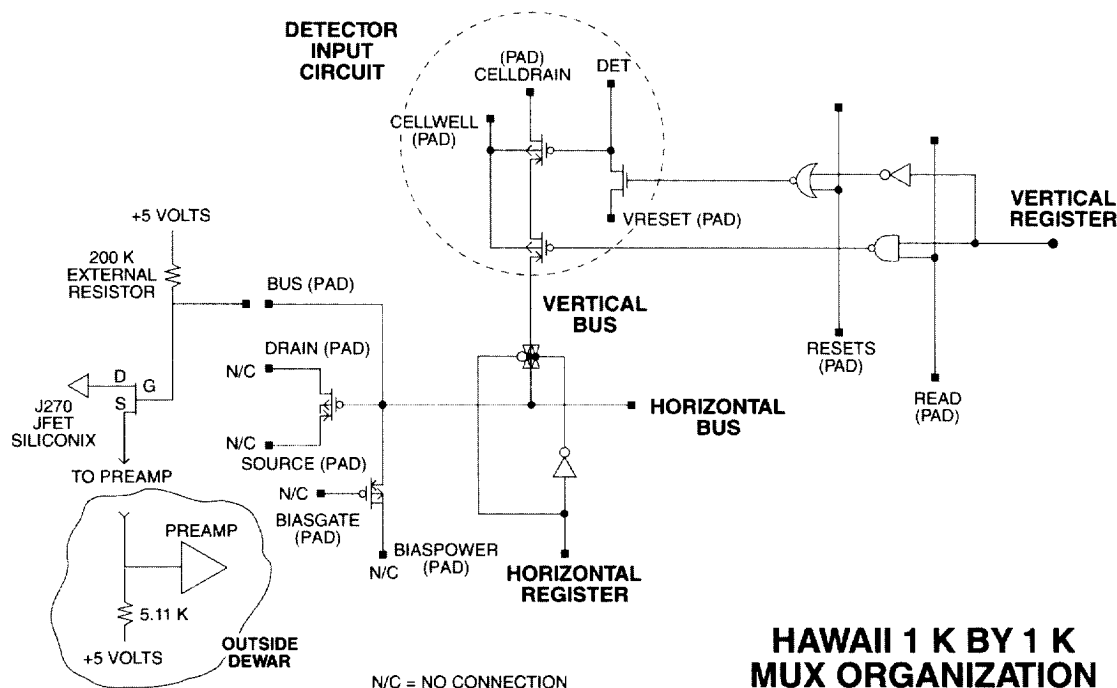 DETECTOR
INPUT
CIRCUIT
(PAD)
CELLDRAIN
DET
CELLWELL
(PAD)
VRESET (PAD)
VERTICAL
REGISTER
+5 VOLTS
200 K
EXTERNAL
RESISTOR
BUS (PAD)
VERTICAL
BUS
RESETS
(PAD)
READ
(PAD)
DRAIN (PAD)
N/C
D
G
S
J270
JFET
SILICONIX
N/C
SOURCE (PAD)
HORIZONTAL
BUS
TO PREAMP
N/C
BIASGATE
(PAD)
PREAMP
BIASPOWER
(PAD)
N/C
HORIZONTAL
REGISTER
5.11 K
+5 VOLTS
OUTSIDE
DEWAR
N/C = NO CONNECTION
HAWAII 1 K BY 1 K
MUX ORGANIZATION